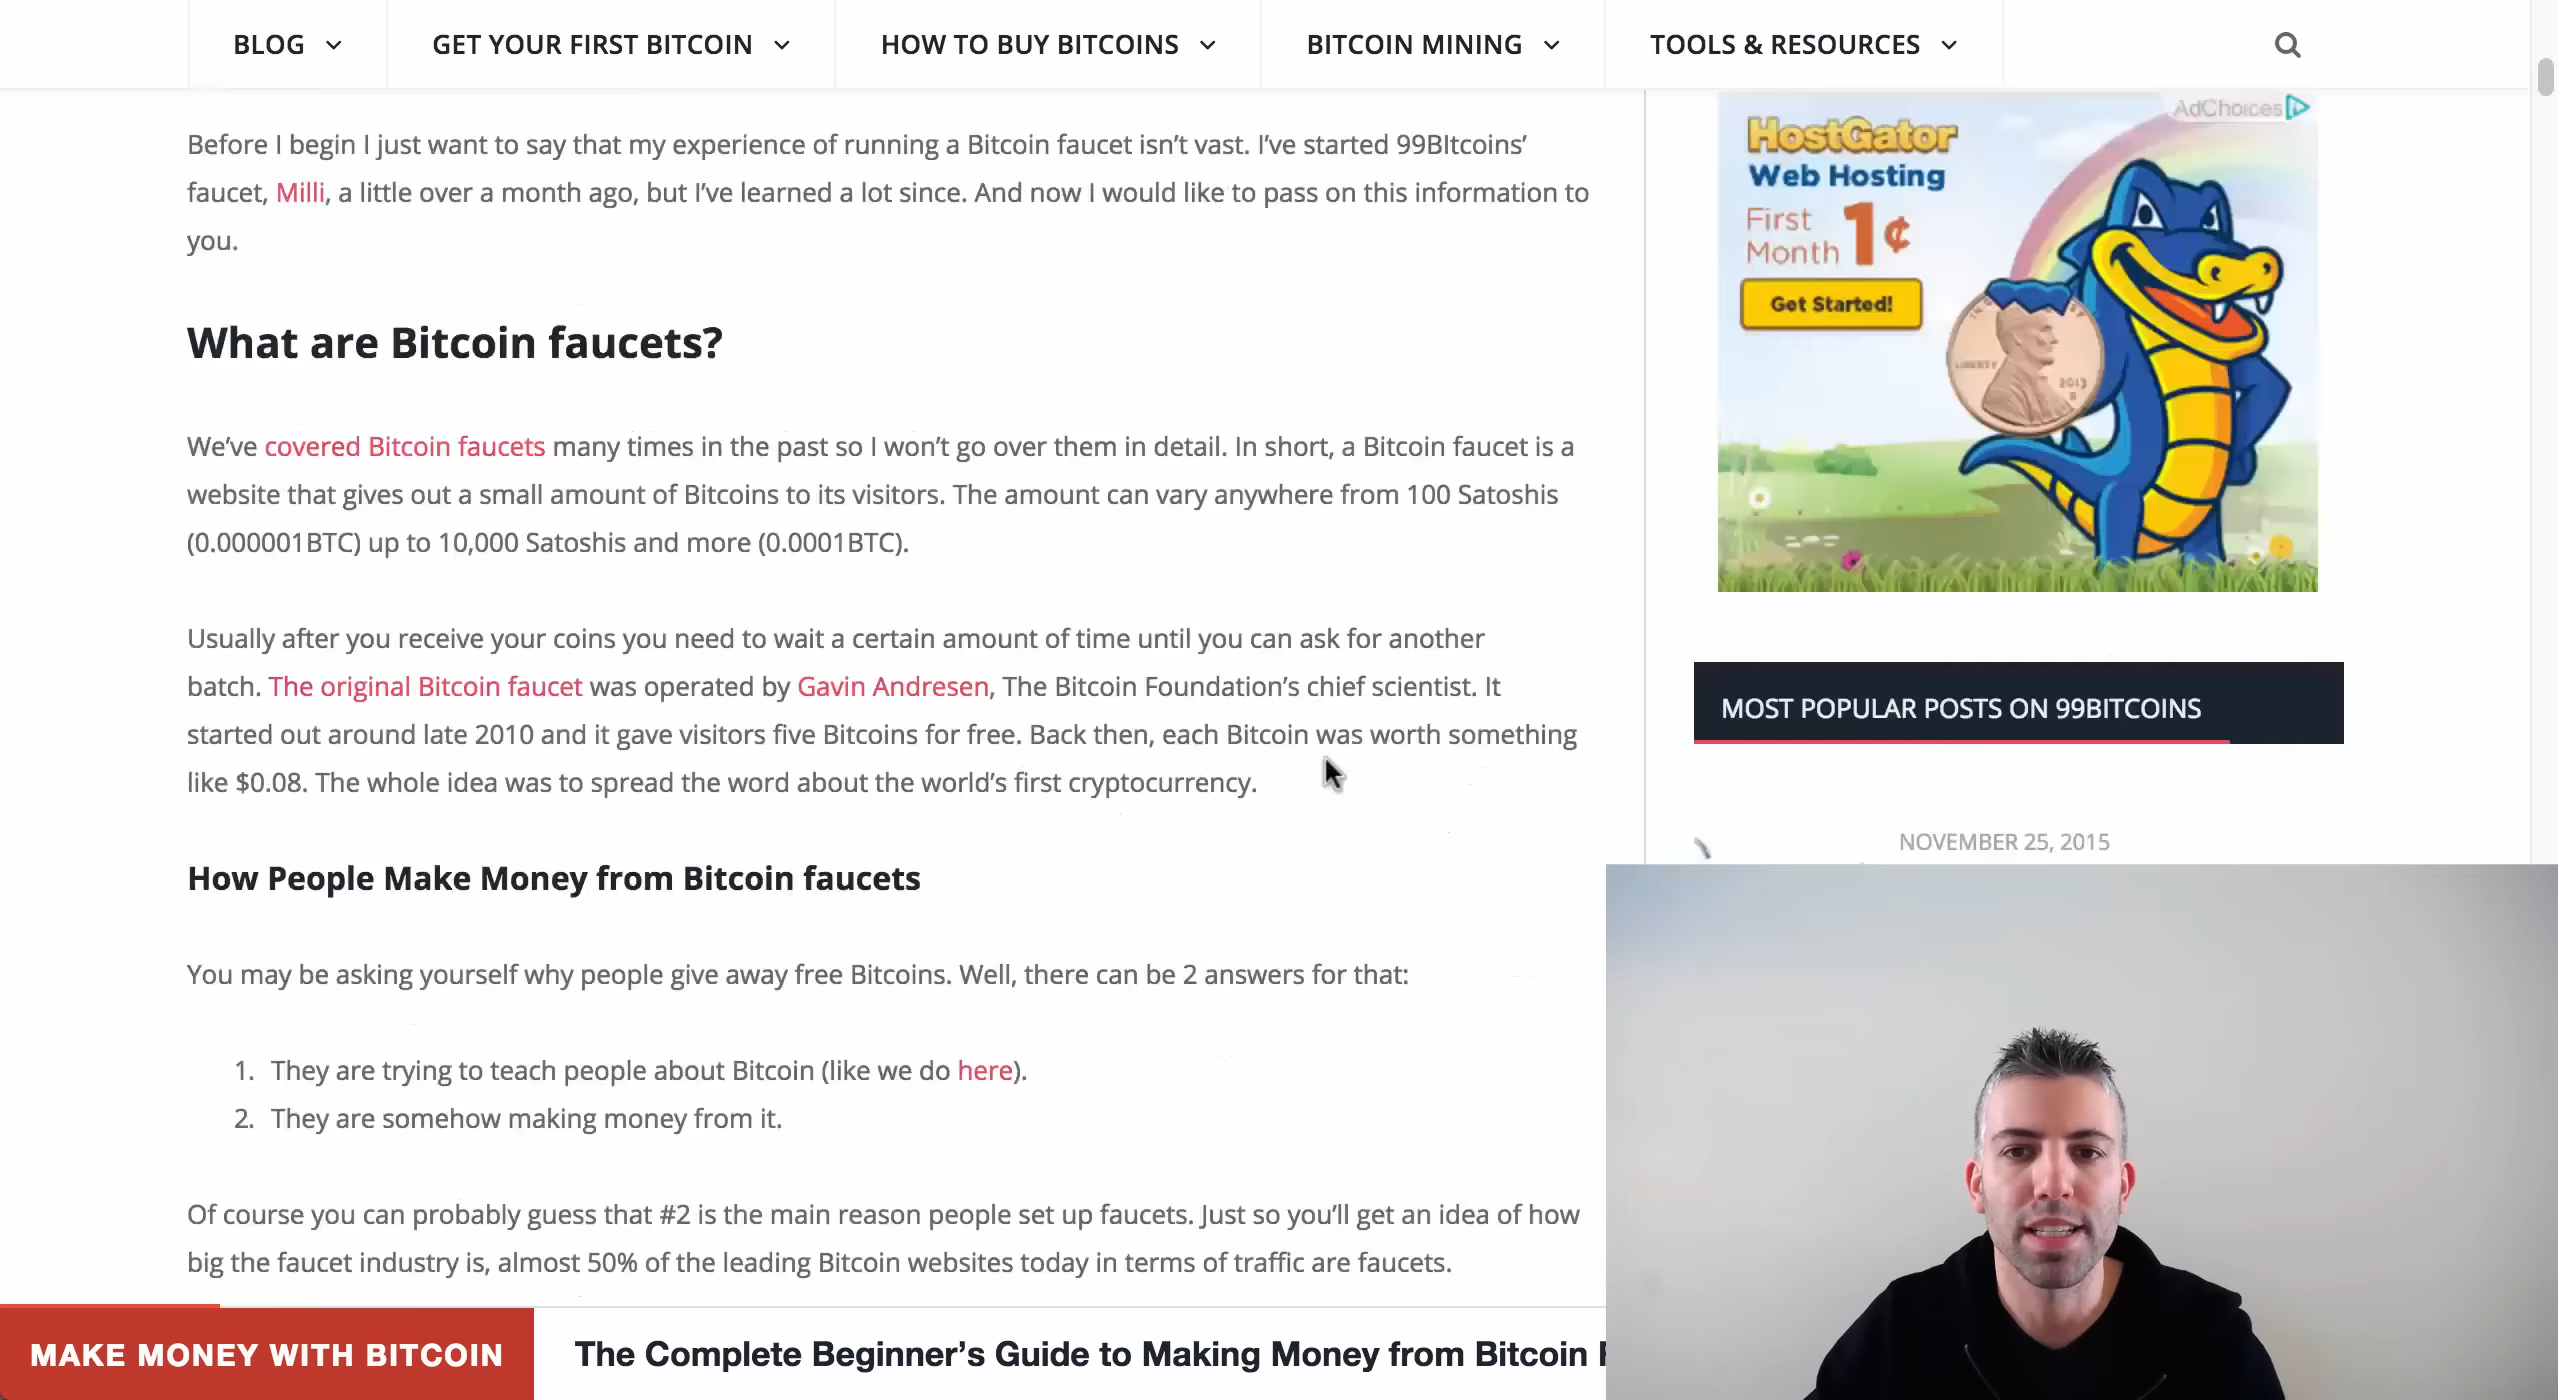 BLOG
GET YOUR FIRST BITCOIN
HOW TO BUY BITCOINS
BITCOIN MINING
TOOLS & RESOURCES
Before I begin I just want to say that my experience of running a Bitcoin faucet isn't vast. I've started 99BItcoins'
faucet, Milli, a little over a month ago, but I've learned a lot since. And now I would like to pass on this information to
you.
What are Bitcoin faucets?
We've covered Bitcoin faucets many times in the past so I won't go over them in detail. In short, a Bitcoin faucet is a
website that gives out a small amount of Bitcoins to its visitors. The amount can vary anywhere from 100 Satoshis
(0.000001BTC) up to 10,000 Satoshis and more (0.0001BTC).
Usually after you receive your coins you need to wait a certain amount of time until you can ask for another
batch. The original Bitcoin faucet was operated by Gavin Andresen, The Bitcoin Foundation's chief scientist. It
started out around late 2010 and it gave visitors five Bitcoins for free. Back then, each Bitcoin was worth something
like $0.08. The whole idea was to spread the word about the world's first cryptocurrency.
How People Make Money from Bitcoin faucets
You may be asking yourself why people give away free Bitcoins. Well, there can be 2 answers for that:
1. They are trying to teach people about Bitcoin (like we do here).
2. They are somehow making money from it.
Of course you can probably guess that #2 is the main reason people set up faucets. Just so you'll get an idea of how
big the faucet industry is, almost 50% of the leading Bitcoin websites today in terms of traffic are faucets.
AdChoices
HostGator
Web Hosting
First
Month 1¢
Get Started!
LIBERTY
2013
MOST POPULAR POSTS ON 99BITCOINS
NOVEMBER 25, 2015
MAKE MONEY WITH BITCOIN
The Complete Beginner's Guide to Making Money from Bitcoin